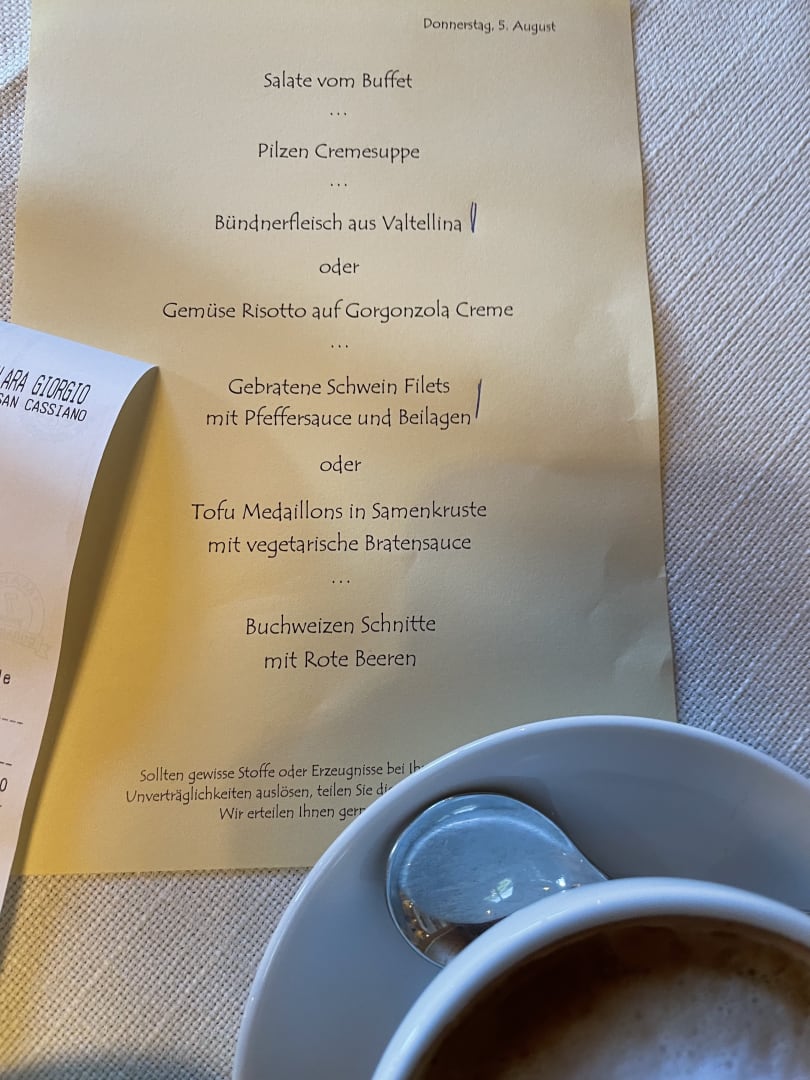 Donnerstag, 5. August
Salate vom Buffet
...
Pilzen Cremesuppe
...
Bündnerfleisch aus Valtellina
oder
Gemüse Risotto auf Gorgonzola Creme
...
Gebratene Schwein Filets
mit Pfeffersauce und Beilagen
oder
Tofu Medaillons in Samenkruste
mit vegetarische Bratensauce
...
Buchweizen Schnitte
mit Rote Beeren
Sollten gewisse Stoffe oder Erzeugnisse bei
Unverträglichkeiten auslösen, teilen Sie
Wir erteilen Ihnen
GIORGIO
SAN CASSIANO